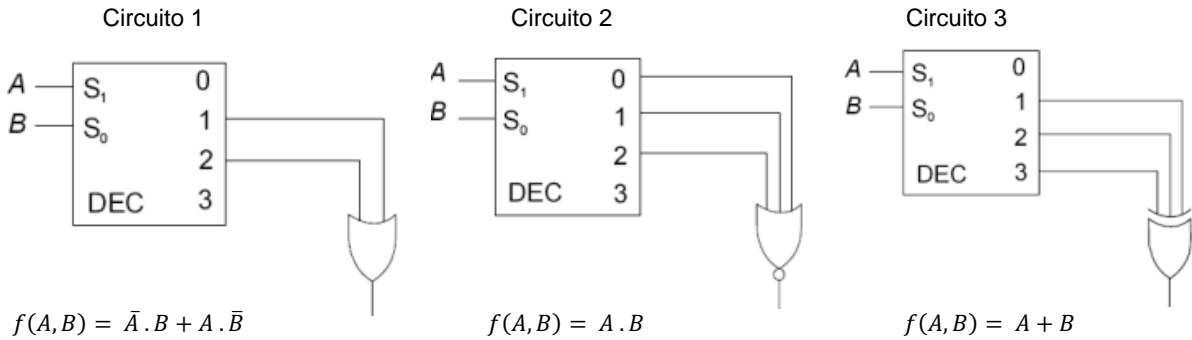 Circuito 1
A
B
S₁
S₀
0
1
2
3
DEC
f(A, B) = Ā . B + A . B̄
Circuito 2
A
B
S₁
S₀
0
1
2
3
DEC
f(A, B) = A . B
Circuito 3
A
B
S₁
S₀
0
1
2
3
DEC
f(A, B) = A + B